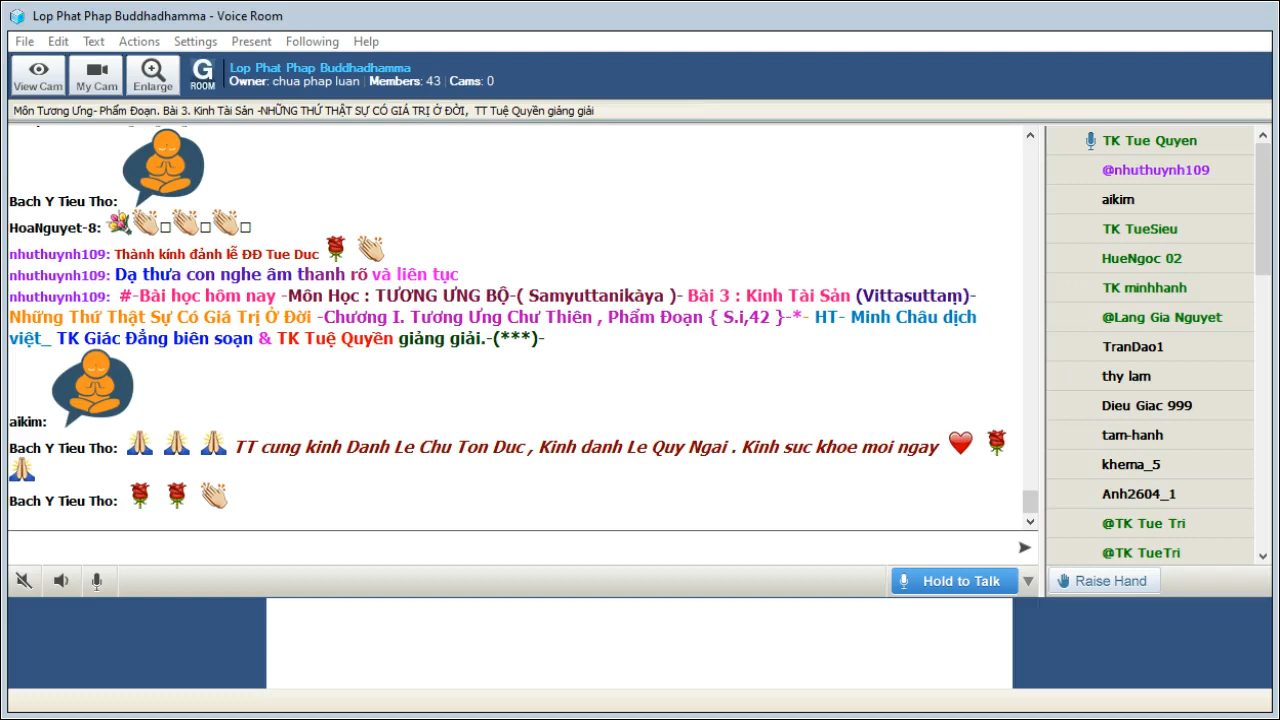 Lop Phat Phap Buddhadhamma - Voice Room
File Edit Text Actions Settings Present Following Help
View Cam My Cam Enlarge G ROOM
Lop Phat Phap Buddhadhamma
Owner: chua phap luan Members: 43 Cams: 0
Môn Tương Ưng- Phẩm Đoạn. Bài 3. Kinh Tài Sản -NHỮNG THỨ THẬT SỰ CÓ GIÁ TRỊ Ở ĐỜI, TT Tuệ Quyền giảng giải
Bach Y Tieu Tho:
HoaNguyet-8:
nhuthuynh109: Thành kính đảnh lễ ĐĐ Tue Duc
nhuthuynh109: Dạ thưa con nghe âm thanh rõ và liên tục
nhuthuynh109: #-Bài học hôm nay -Môn Học : TƯƠNG ƯNG BỘ-( Samyuttanikàya )- Bài 3 : Kinh Tài Sản (Vittasuttaṃ)-
Những Thứ Thật Sự Có Giá Trị Ở Đời -Chương I. Tương Ưng Chư Thiên , Phẩm Đoạn { S.i,42 }-*- HT- Minh Châu dịch
việt_ TK Giác Đẳng biên soạn & TK Tuệ Quyền giảng giải.-(***)-
aikim:
Bach Y Tieu Tho: TT cung kinh Danh Le Chu Ton Duc , Kinh danh Le Quy Ngai . Kinh suc khoe moi ngay
Bach Y Tieu Tho:
Hold to Talk
TK Tue Quyen
@nhuthuynh109
aikim
TK TueSieu
HueNgoc 02
TK minhhanh
@Lang Gia Nguyet
TranDao1
thy lam
Dieu Giac 999
tam-hanh
khema_5
Anh2604_1
@TK Tue Tri
@TK TueTri
Raise Hand